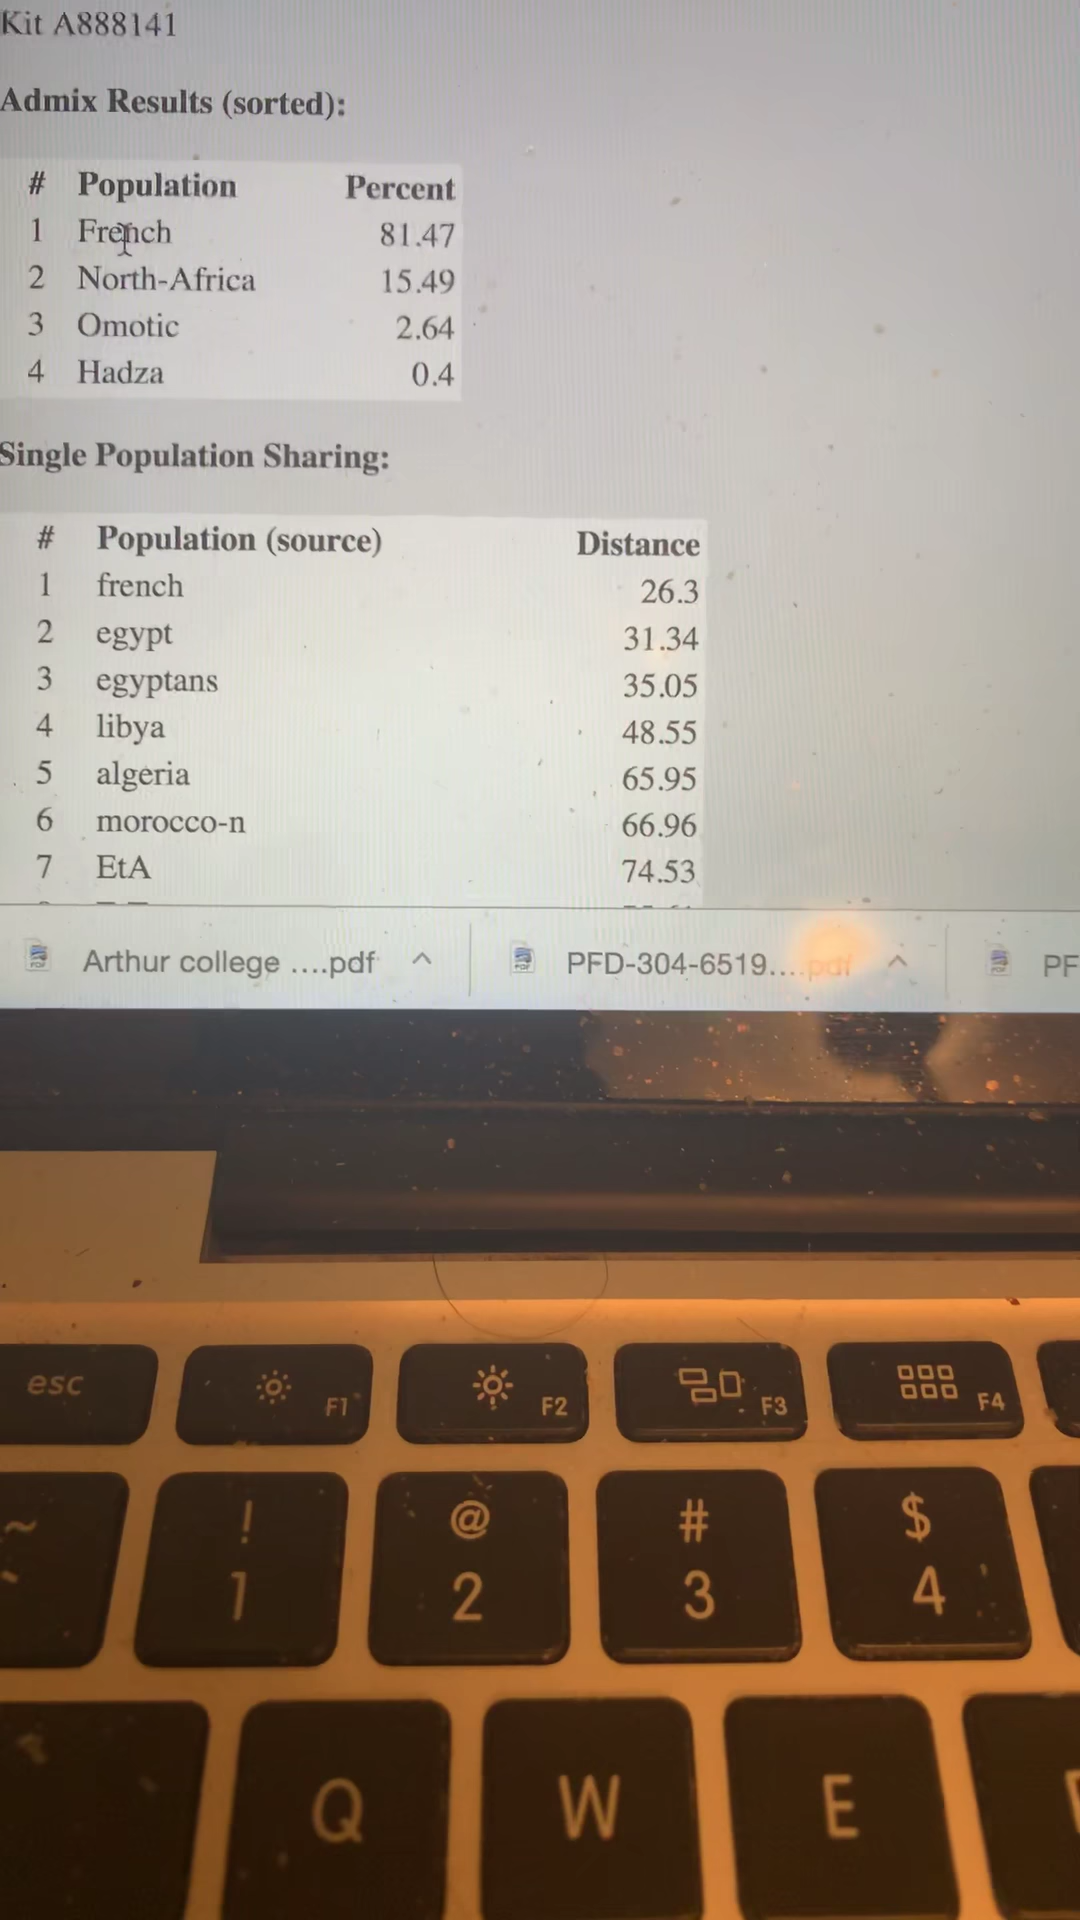 Kit A888141
Admix Results (sorted):
# Population Percent
1 French 81.47
2 North-Africa 15.49
3 Omotic 2.64
4 Hadza 0.4
Single Population Sharing:
# Population (source) Distance
1 french 26.3
2 egypt 31.34
3 egyptans 35.05
4 libya 48.55
5 algeria 65.95
6 morocco-n 66.96
7 EtA 74.53
Arthur college ....pdf PFD-304-6519....pdf PF
esc F1 F2 F3 F4
~ ! @ # $
1 2 3 4
Q W E